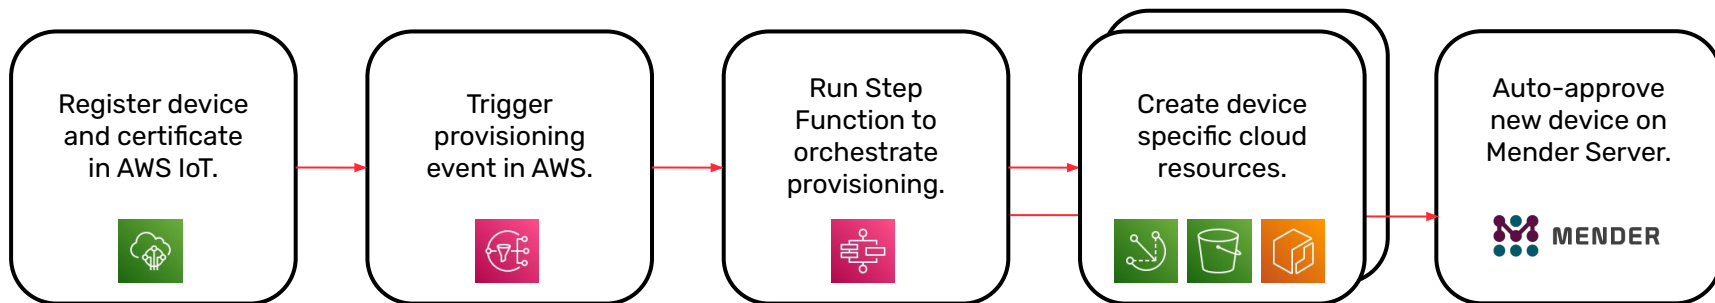 Register device
and certificate
in AWS IoT.
Trigger
provisioning
event in AWS.
Run Step
Function to
orchestrate
provisioning.
Create device
specific cloud
resources.
Auto-approve
new device on
Mender Server.
MENDER